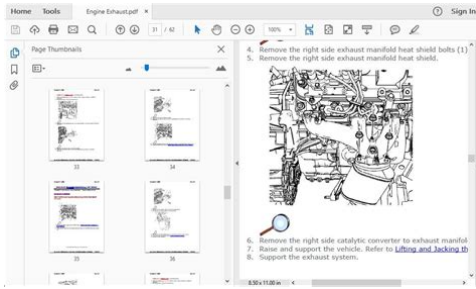 Home Tools Engine Exhaust.pdf × Sign In
31 / 62 100%
Page Thumbnails
4. Remove the right side exhaust manifold heat shield bolts (1)
5. Remove the right side exhaust manifold heat shield.
33 34
35 36
6. Remove the right side catalytic converter to exhaust manifol
7. Raise and support the vehicle. Refer to Lifting and Jacking th
8. Support the exhaust system.
8.50 x 11.00 in